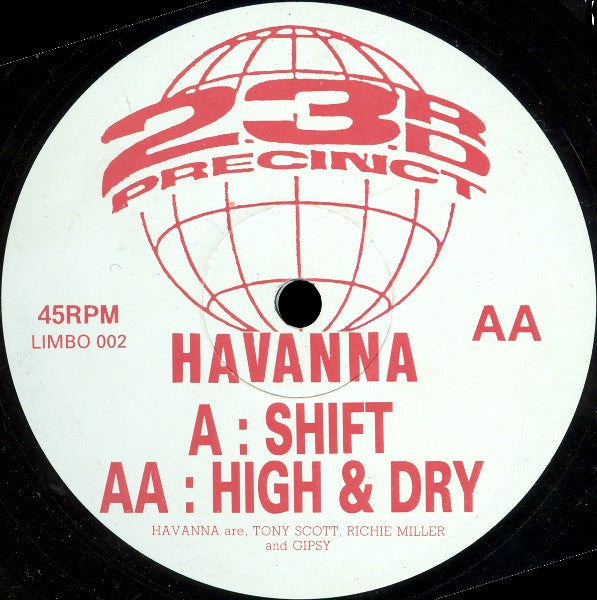 23RD
PRECINCT
45RPM
LIMBO 002
AA
HAVANNA
A : SHIFT
AA : HIGH & DRY
HAVANNA are, TONY SCOTT, RICHIE MILLER
and GIPSY